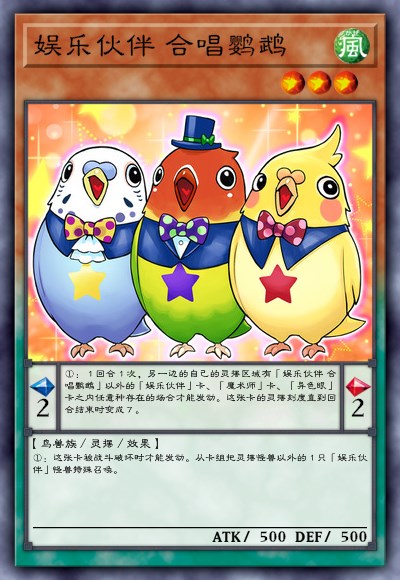 娱乐伙伴 合唱鹦鹉
風
①：1回合1次，另一边的自己的灵摆区域有「娱乐伙伴 合
唱鹦鹉」以外的「娱乐伙伴」卡、「魔术师」卡、「异色眼」
卡之内任意种存在的场合才能发动。这张卡的灵摆刻度直到回
合结束时变成7。
2
2
【鸟兽族／灵摆／效果】
①：这张卡被战斗破坏时才能发动。从卡组把灵摆怪兽以外的1只「娱乐伙
伴」怪兽特殊召唤。
ATK/ 500 DEF/ 500